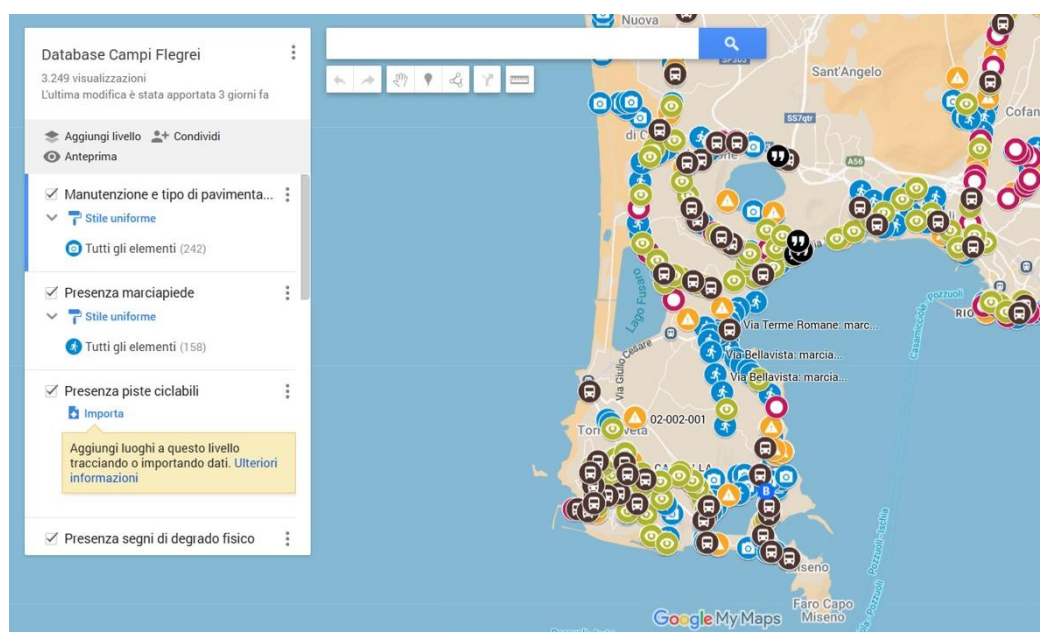 Database Campi Flegrei
3.249 visualizzazioni
L'ultima modifica è stata apportata 3 giorni fa
Aggiungi livello Condividi
Anteprima
Manutenzione e tipo di pavimenta...
Stile uniforme
Tutti gli elementi (242)
Presenza marciapiede
Stile uniforme
Tutti gli elementi (158)
Presenza piste ciclabili
Importa
Aggiungi luoghi a questo livello
tracciando o importando dati. Ulteriori
informazioni
Presenza segni di degrado fisico
Nuova
SP303
Sant'Angelo
SS7qtr
A56
Lago Fusaro
Via Giulio Cesare
Via Terme Romane: marc...
Via Bellavista: marcia...
Via Bellavista: marcia...
02-002-001
B
Pozzuoli
Casamicciola
Pozzuoli-Ischia
Faro Capo
Miseno
Google My Maps